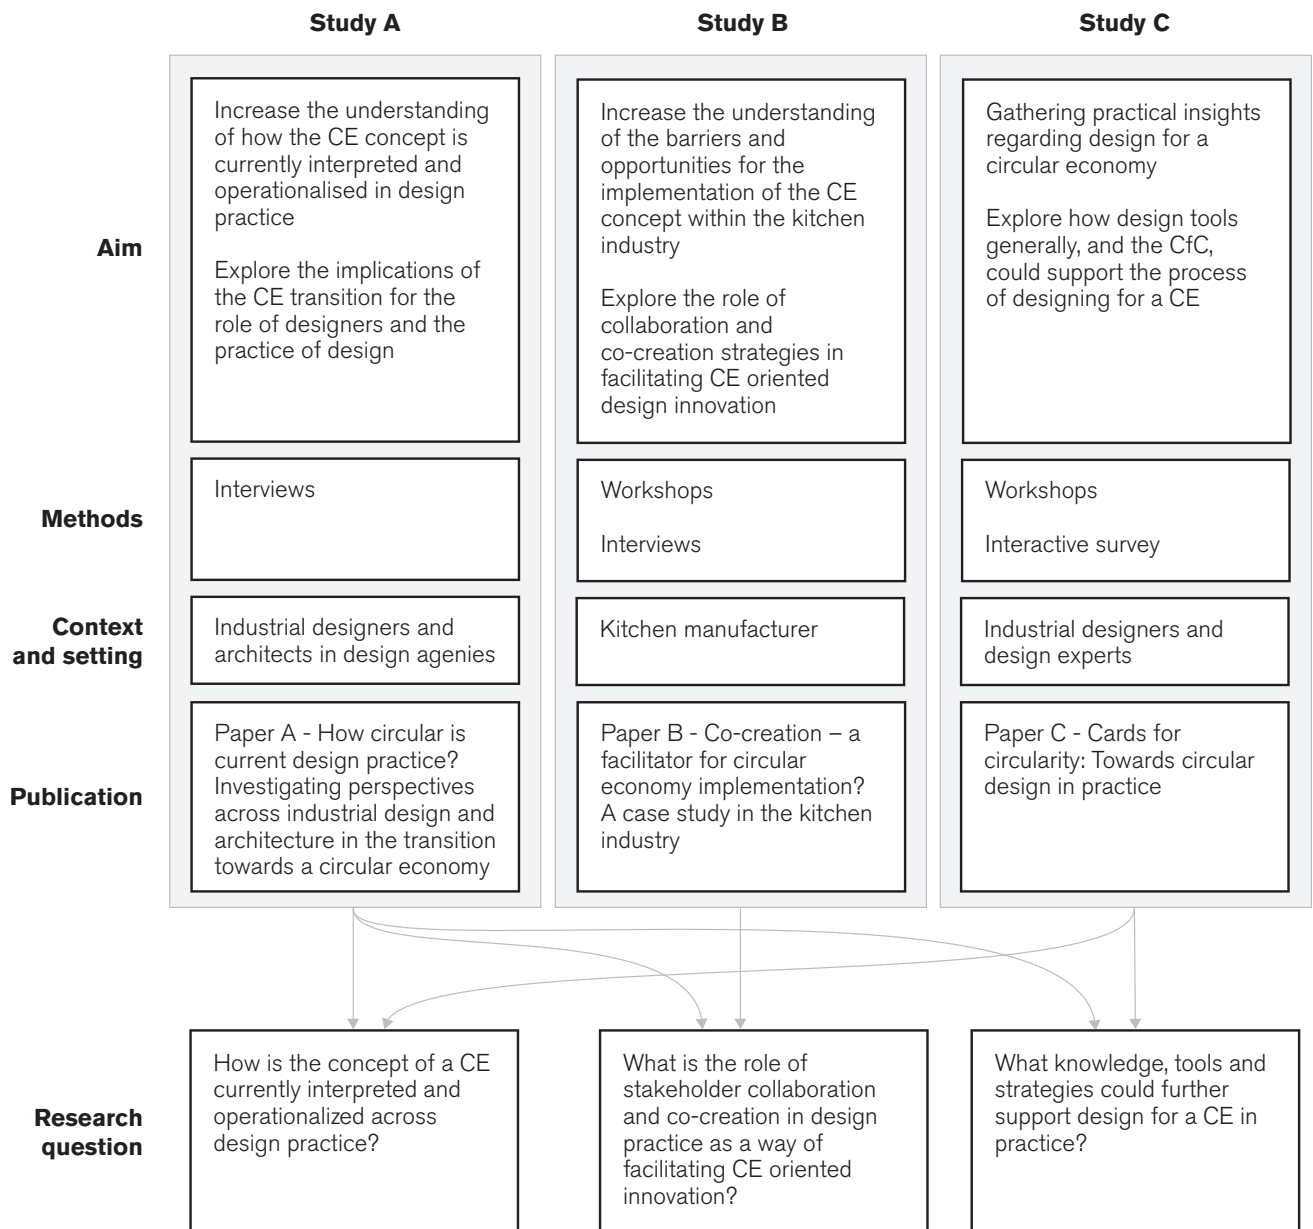 Study A
Study B
Study C
Aim
Increase the understanding
of how the CE concept is
currently interpreted and
operationalised in design
practice
Explore the implications of
the CE transition for the
role of designers and the
practice of design
Increase the understanding
of the barriers and
opportunities for the
implementation of the CE
concept within the kitchen
industry
Explore the role of
collaboration and
co-creation strategies in
facilitating CE oriented
design innovation
Gathering practical insights
regarding design for a
circular economy
Explore how design tools
generally, and the CfC,
could support the process
of designing for a CE
Methods
Interviews
Workshops
Interviews
Workshops
Interactive survey
Context
and setting
Industrial designers and
architects in design agenies
Kitchen manufacturer
Industrial designers and
design experts
Publication
Paper A - How circular is
current design practice?
Investigating perspectives
across industrial design and
architecture in the transition
towards a circular economy
Paper B - Co-creation – a
facilitator for circular
economy implementation?
A case study in the kitchen
industry
Paper C - Cards for
circularity: Towards circular
design in practice
Research
question
How is the concept of a CE
currently interpreted and
operationalized across
design practice?
What is the role of
stakeholder collaboration
and co-creation in design
practice as a way of
facilitating CE oriented
innovation?
What knowledge, tools and
strategies could further
support design for a CE in
practice?